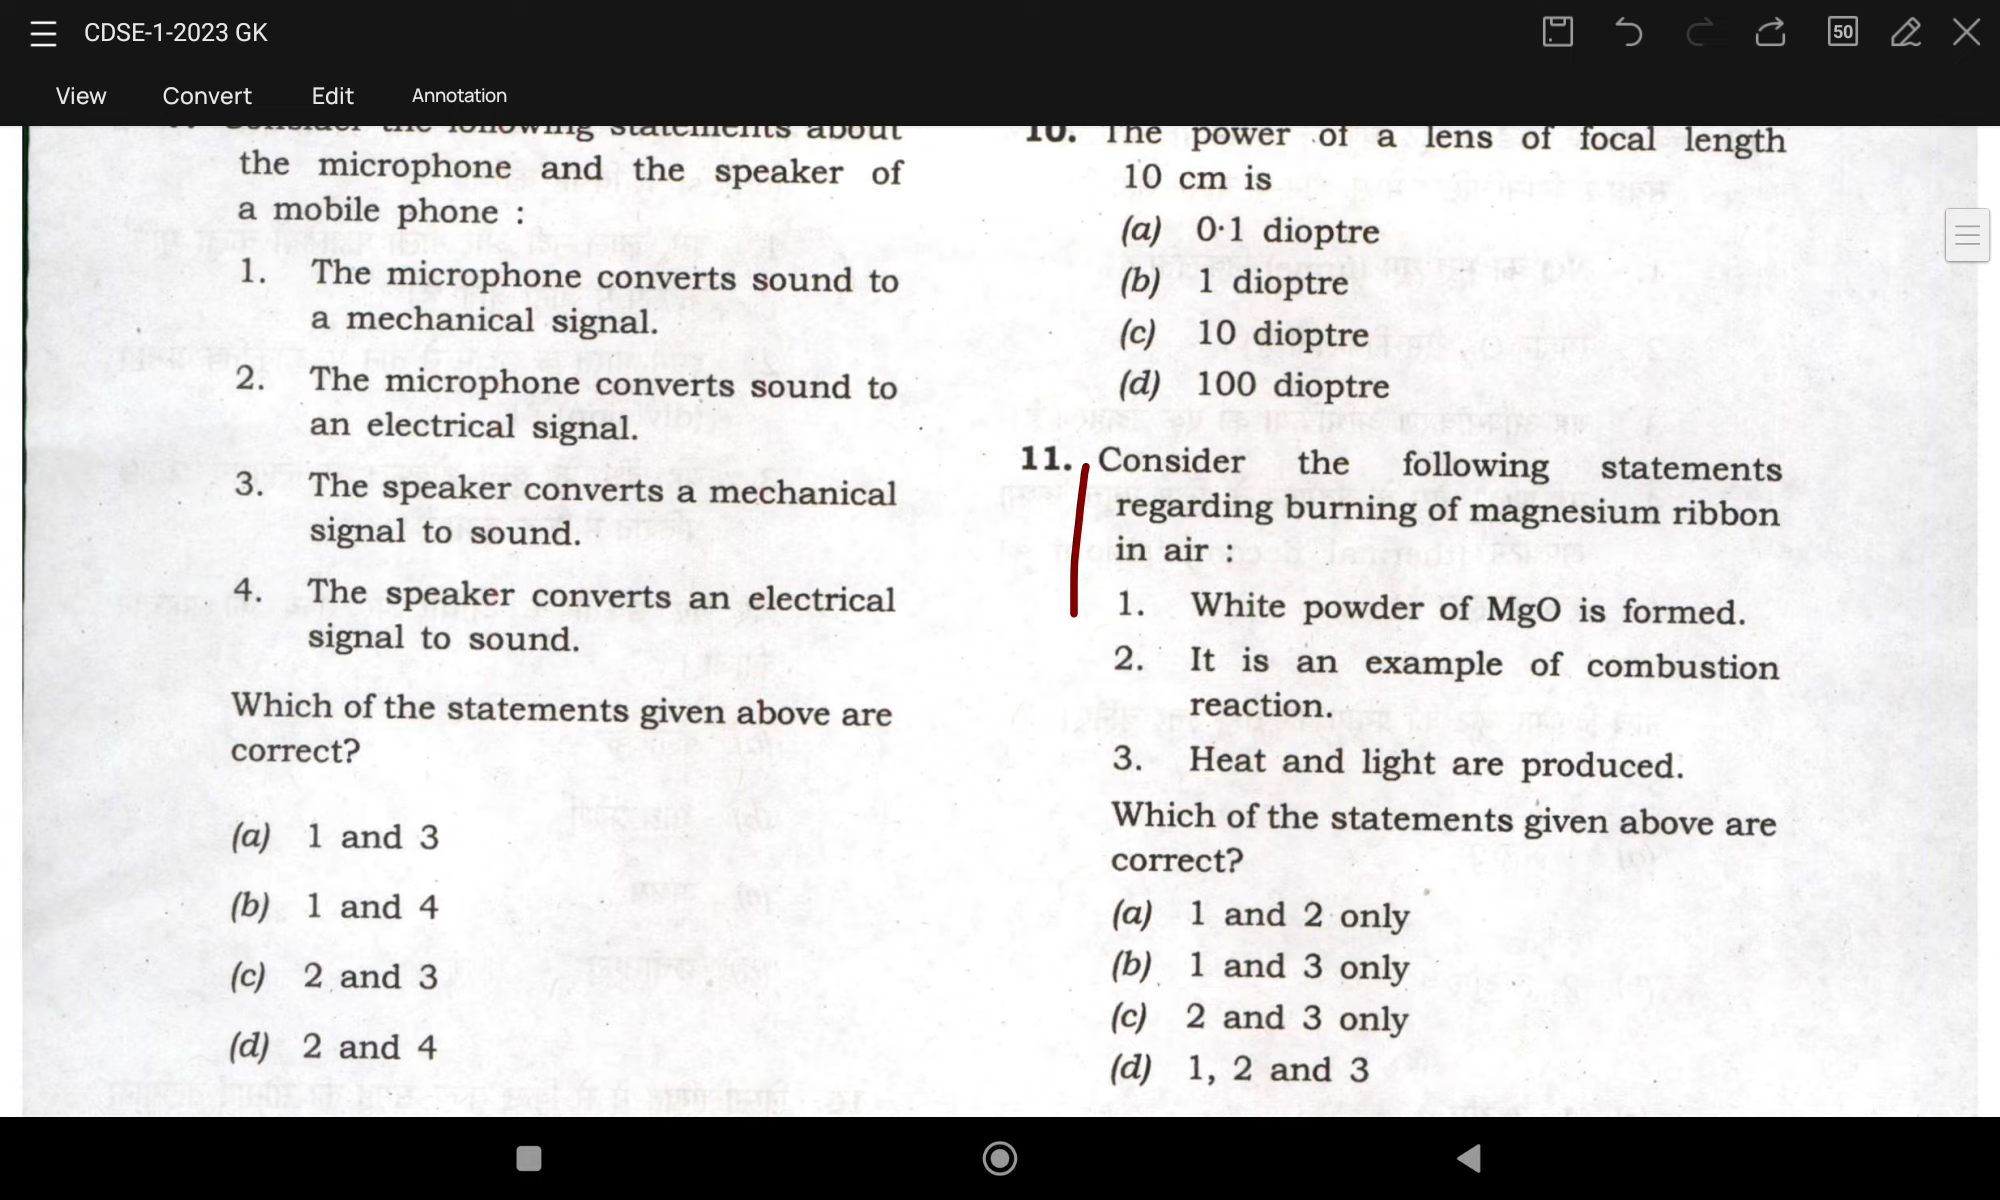 CDSE-1-2023 GK
50
View Convert Edit Annotation
Consider the following statements about
the microphone and the speaker of
a mobile phone :
1. The microphone converts sound to
a mechanical signal.
2. The microphone converts sound to
an electrical signal.
3. The speaker converts a mechanical
signal to sound.
4. The speaker converts an electrical
signal to sound.
Which of the statements given above are
correct?
(a) 1 and 3
(b) 1 and 4
(c) 2 and 3
(d) 2 and 4
10. The power of a lens of focal length
10 cm is
(a) 0·1 dioptre
(b) 1 dioptre
(c) 10 dioptre
(d) 100 dioptre
11. Consider the following statements
regarding burning of magnesium ribbon
in air :
1. White powder of MgO is formed.
2. It is an example of combustion
reaction.
3. Heat and light are produced.
Which of the statements given above are
correct?
(a) 1 and 2 only
(b) 1 and 3 only
(c) 2 and 3 only
(d) 1, 2 and 3